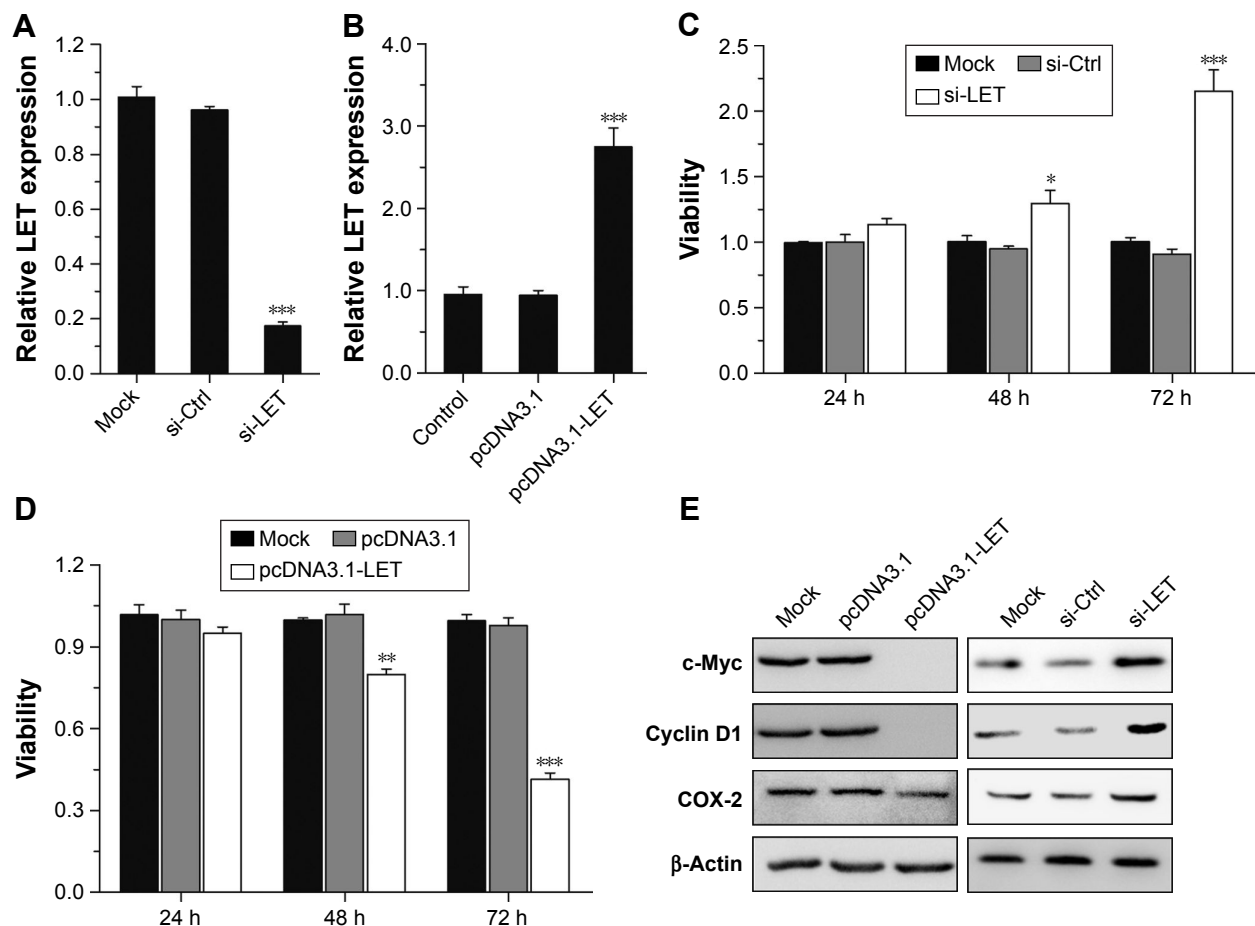 A
Relative LET expression
1.2
1.0
0.8
0.6
0.4
0.2
0.0
***
Mock
si-Ctrl
si-LET
B
Relative LET expression
4.0
3.0
2.0
1.0
0.0
***
Control
pcDNA3.1
pcDNA3.1-LET
C
Viability
2.5
2.0
1.5
1.0
0.5
0.0
Mock si-Ctrl
si-LET
*
***
24 h 48 h 72 h
D
Viability
1.2
0.9
0.6
0.3
0.0
Mock pcDNA3.1
pcDNA3.1-LET
**
***
24 h 48 h 72 h
E
Mock pcDNA3.1 pcDNA3.1-LET Mock si-Ctrl si-LET
c-Myc
Cyclin D1
COX-2
β-Actin